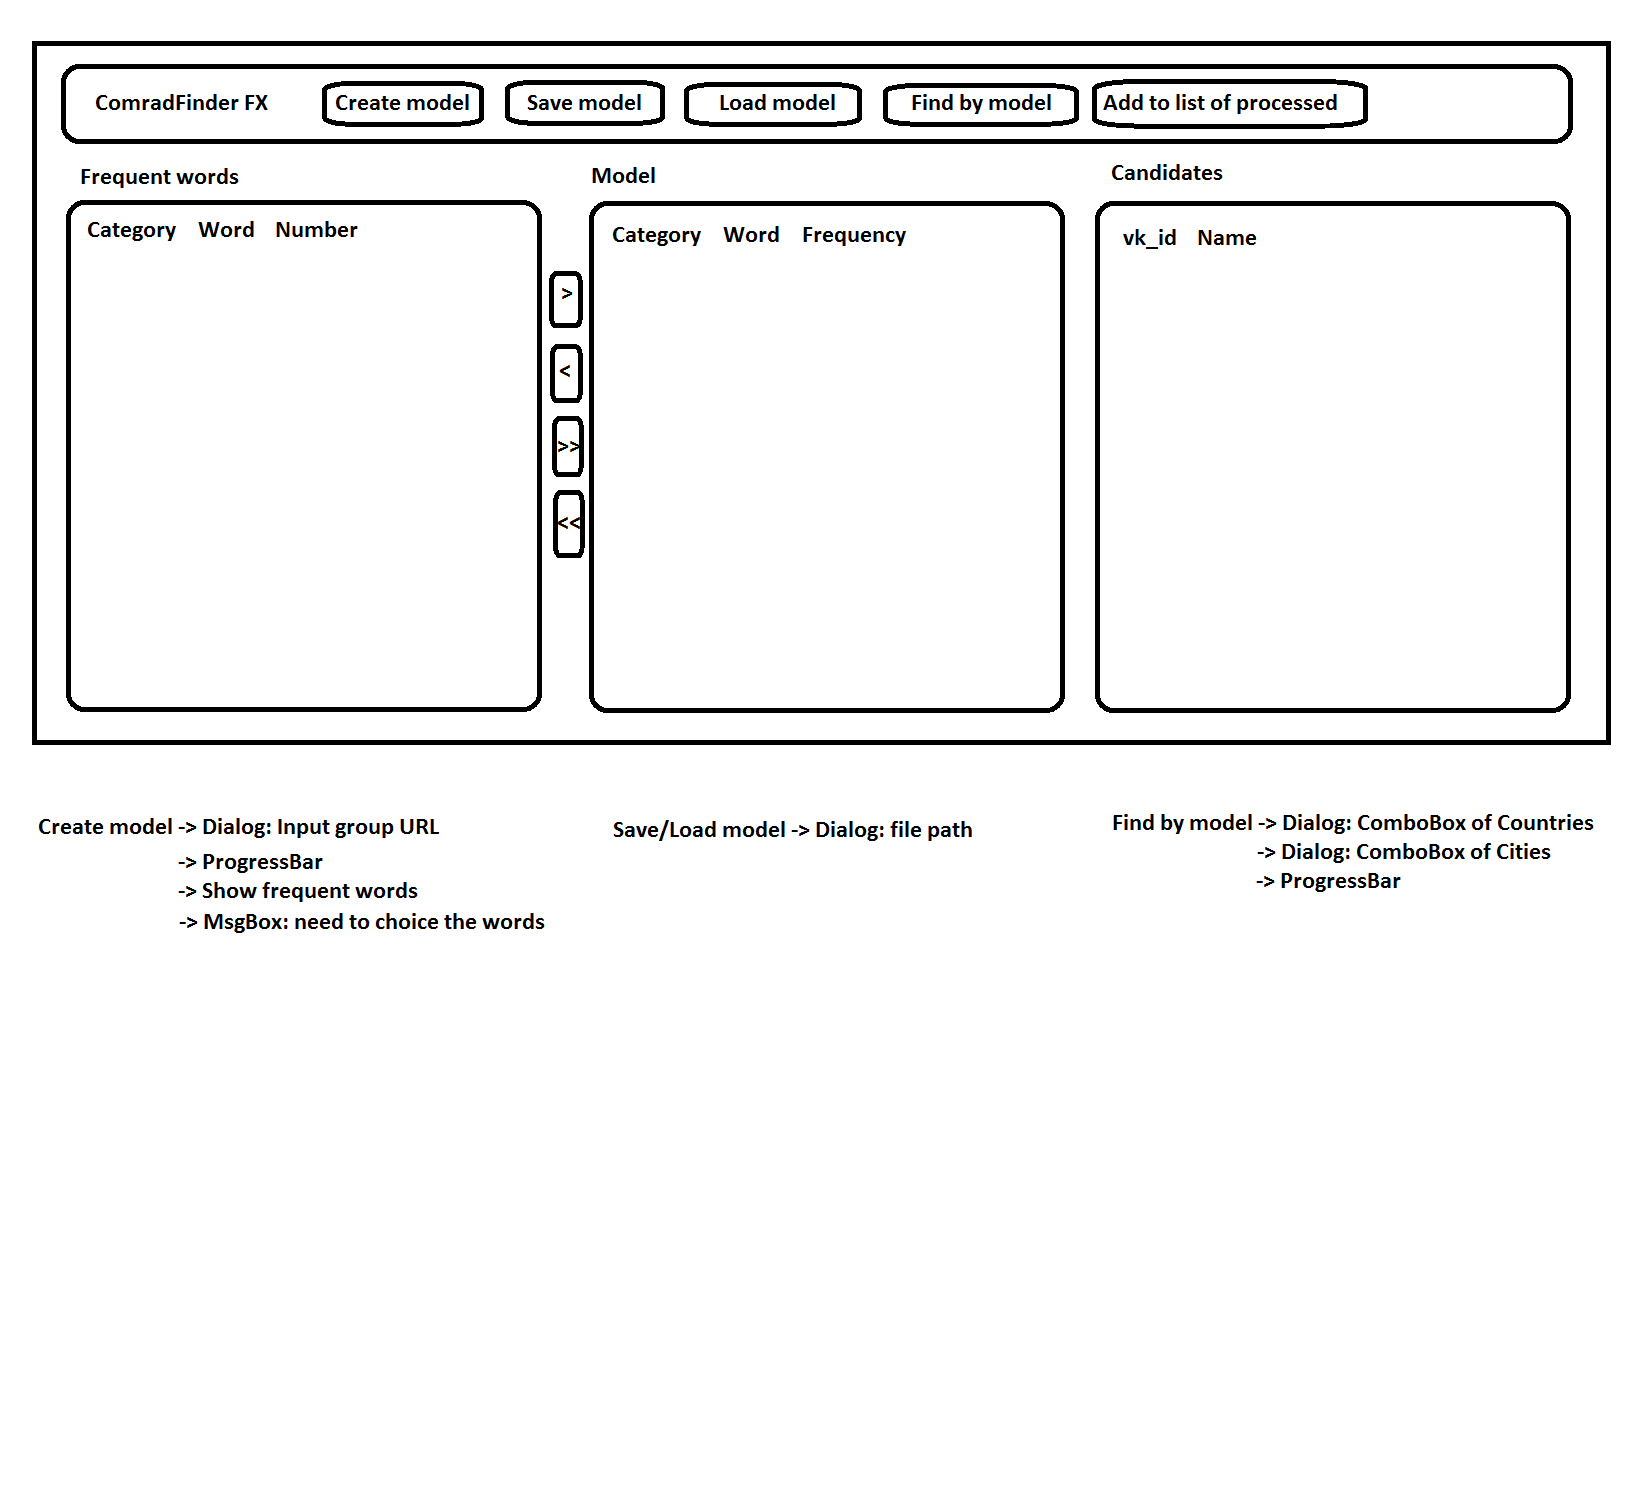 ComradFinder FX Create model Save model Load model Find by model Add to list of processed
Frequent words Model Candidates
Category Word Number
Category Word Frequency
vk_id Name
>
<
>>
<<
Create model -> Dialog: Input group URL
-> ProgressBar
-> Show frequent words
-> MsgBox: need to choice the words
Save/Load model -> Dialog: file path
Find by model -> Dialog: ComboBox of Countries
-> Dialog: ComboBox of Cities
-> ProgressBar